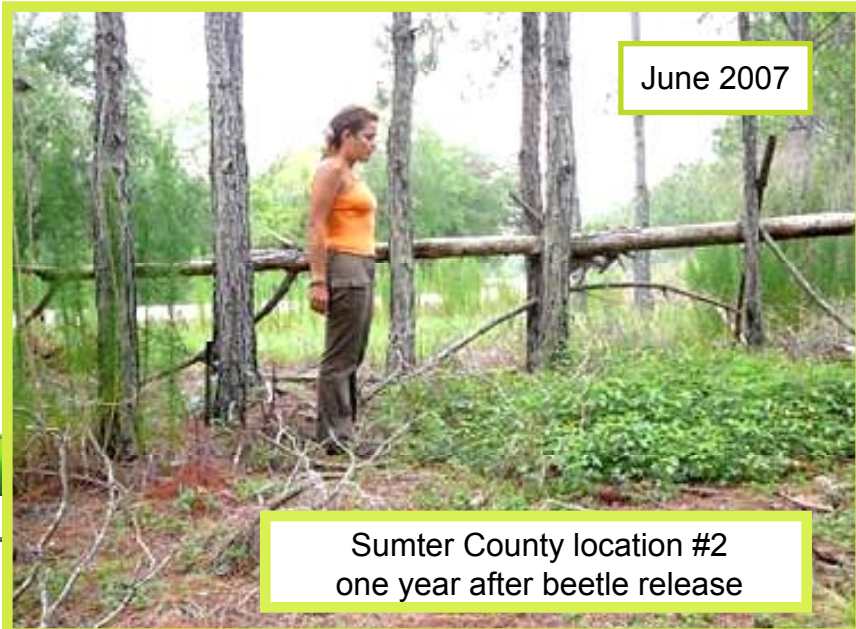 June 2007
Sumter County location #2
one year after beetle release